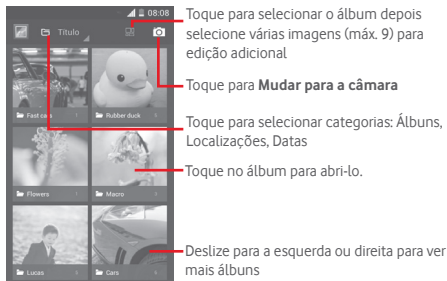 08:08
Título
Fast cars
Rubber duck
Flowers
Macro
Lucas
Cars
Toque para selecionar o álbum depois
selecione várias imagens (máx. 9) para
edição adicional
Toque para Mudar para a câmara
Toque para selecionar categorias: Álbuns,
Localizações, Datas
Toque no álbum para abri-lo.
Deslize para a esquerda ou direita para ver
mais álbuns